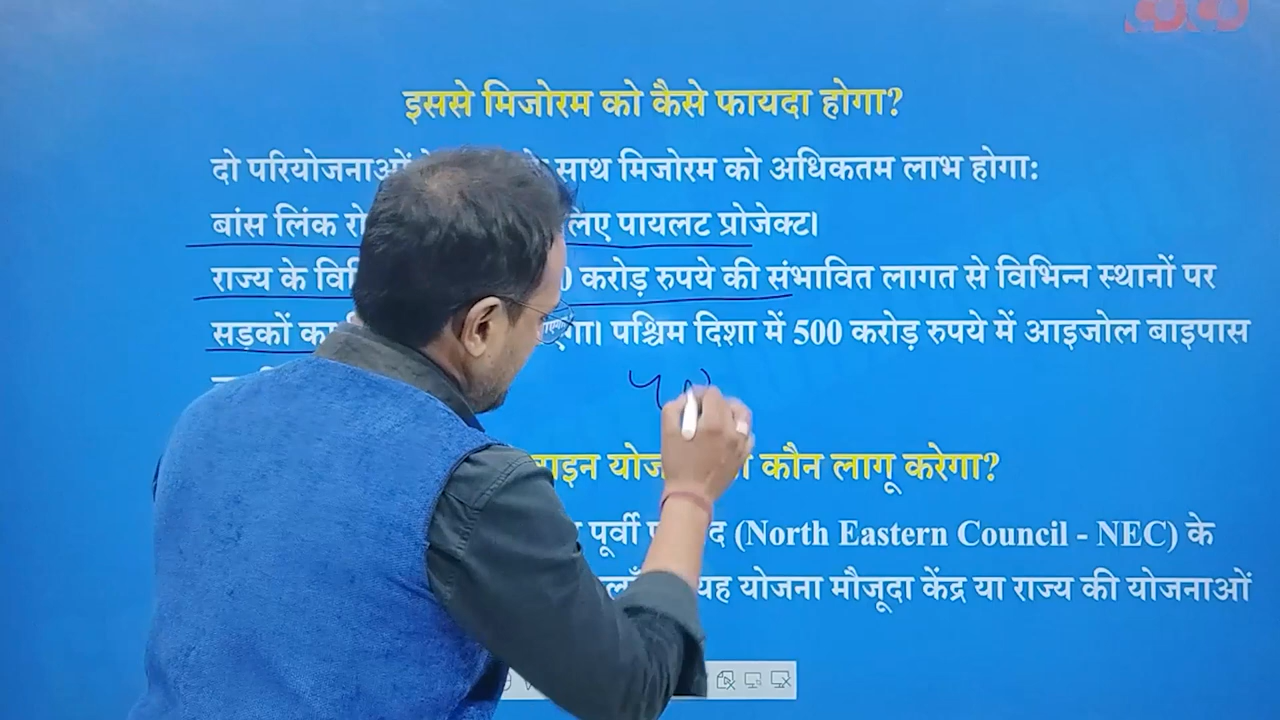 इससे मिजोरम को कैसे फायदा होगा?
दो परियोजनाओं साथ मिजोरम को अधिकतम लाभ होगा:
बांस लिंक लिए पायलट प्रोजेक्ट।
राज्य के करोड़ रुपये की संभावित लागत से विभिन्न स्थानों पर
सड़कों पश्चिम दिशा में 500 करोड़ रुपये में आइजोल बाइपास
कौन लागू करेगा?
पूर्वी (North Eastern Council - NEC) के
यह योजना मौजूदा केंद्र या राज्य की योजनाओं